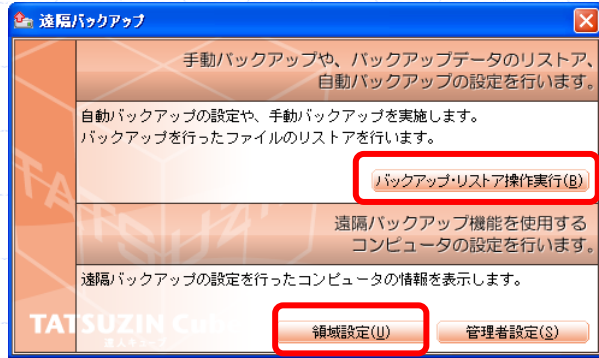 遠隔バックアップ
手動バックアップや、バックアップデータのリストア、
自動バックアップの設定を行います。
自動バックアップの設定や、手動バックアップを実施します。
バックアップを行ったファイルのリストアを行います。
バックアップ・リストア操作実行(B)
遠隔バックアップ機能を使用する
コンピュータの設定を行います。
遠隔バックアップの設定を行ったコンピュータの情報を表示します。
領域設定(U)
管理者設定(S)
TATSUZIN Cube
達人キューブ
TATSUZI